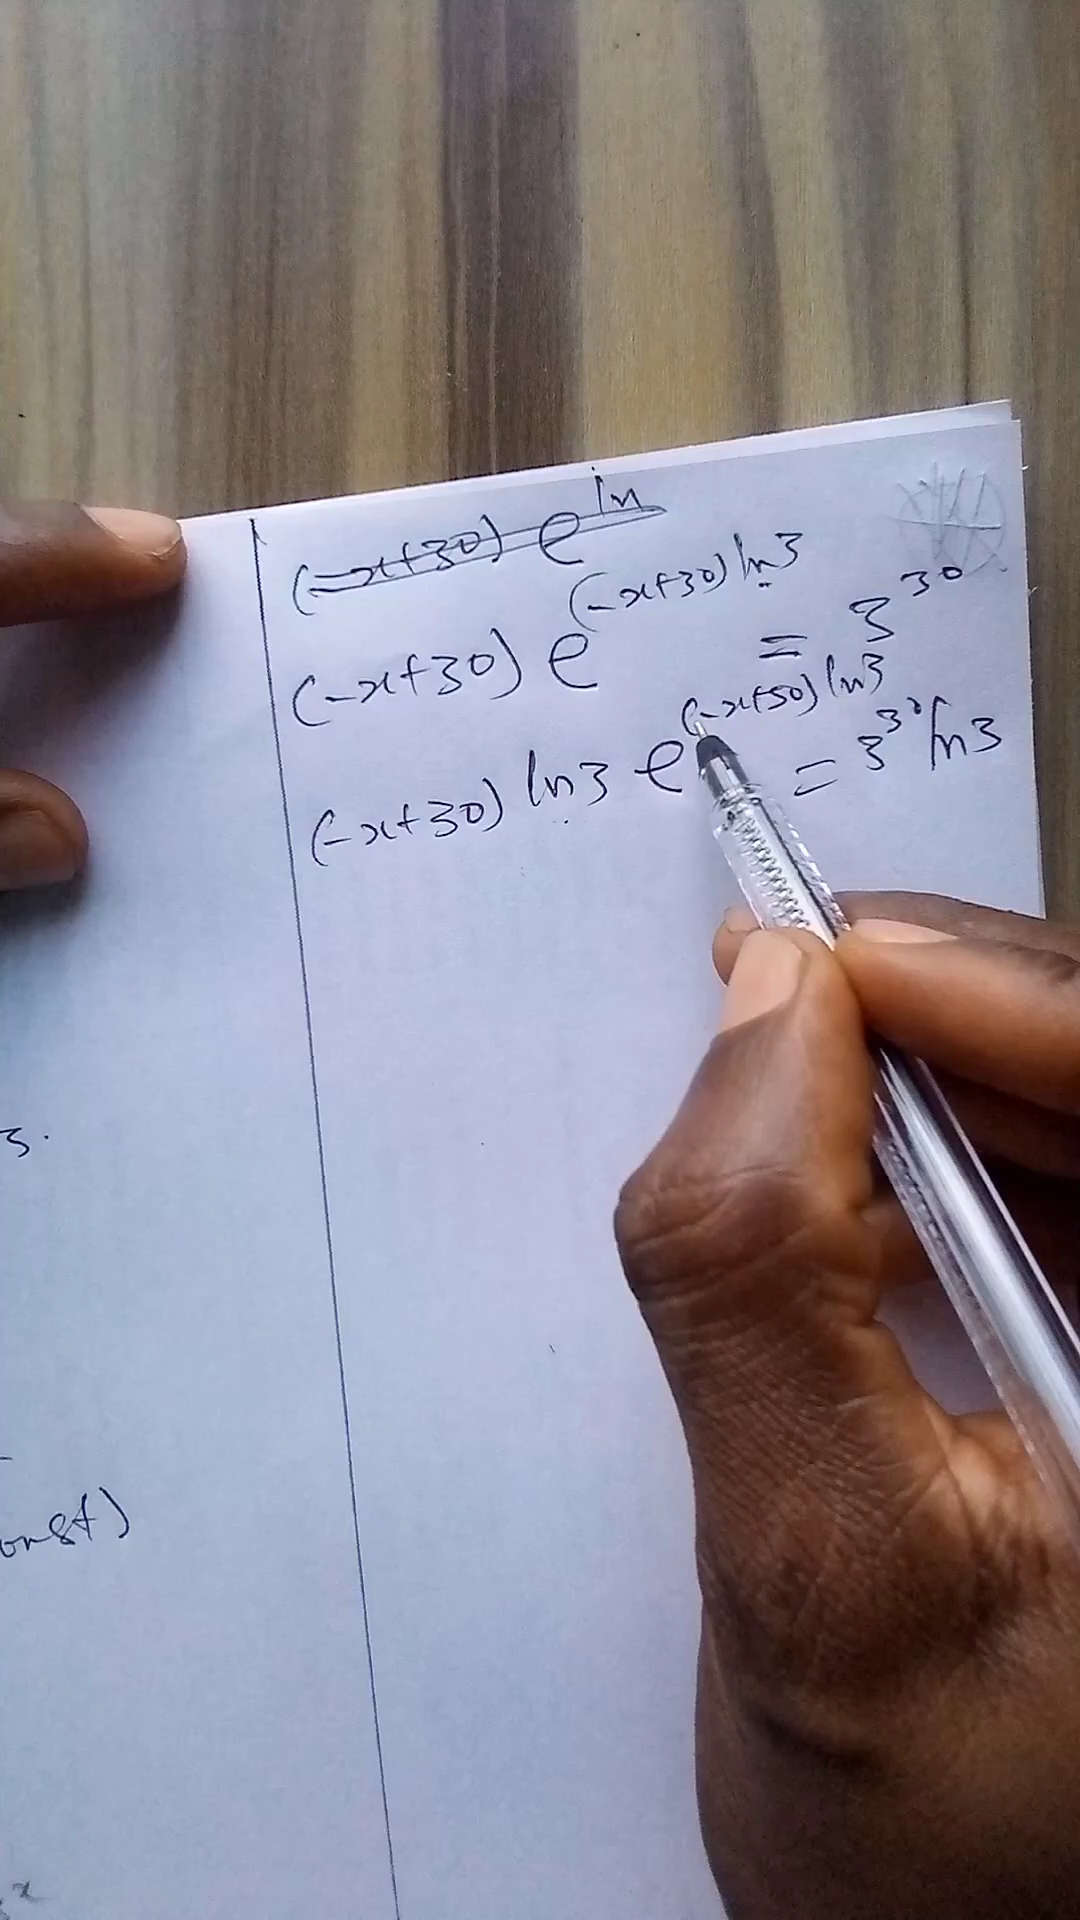 3.
onst)
x
(-x+30) e^ln
(-x+30) e^(-x+30) ln3 = 3^30
(-x+30) ln3 e^(-x+30) ln3 = 3^30 ln3